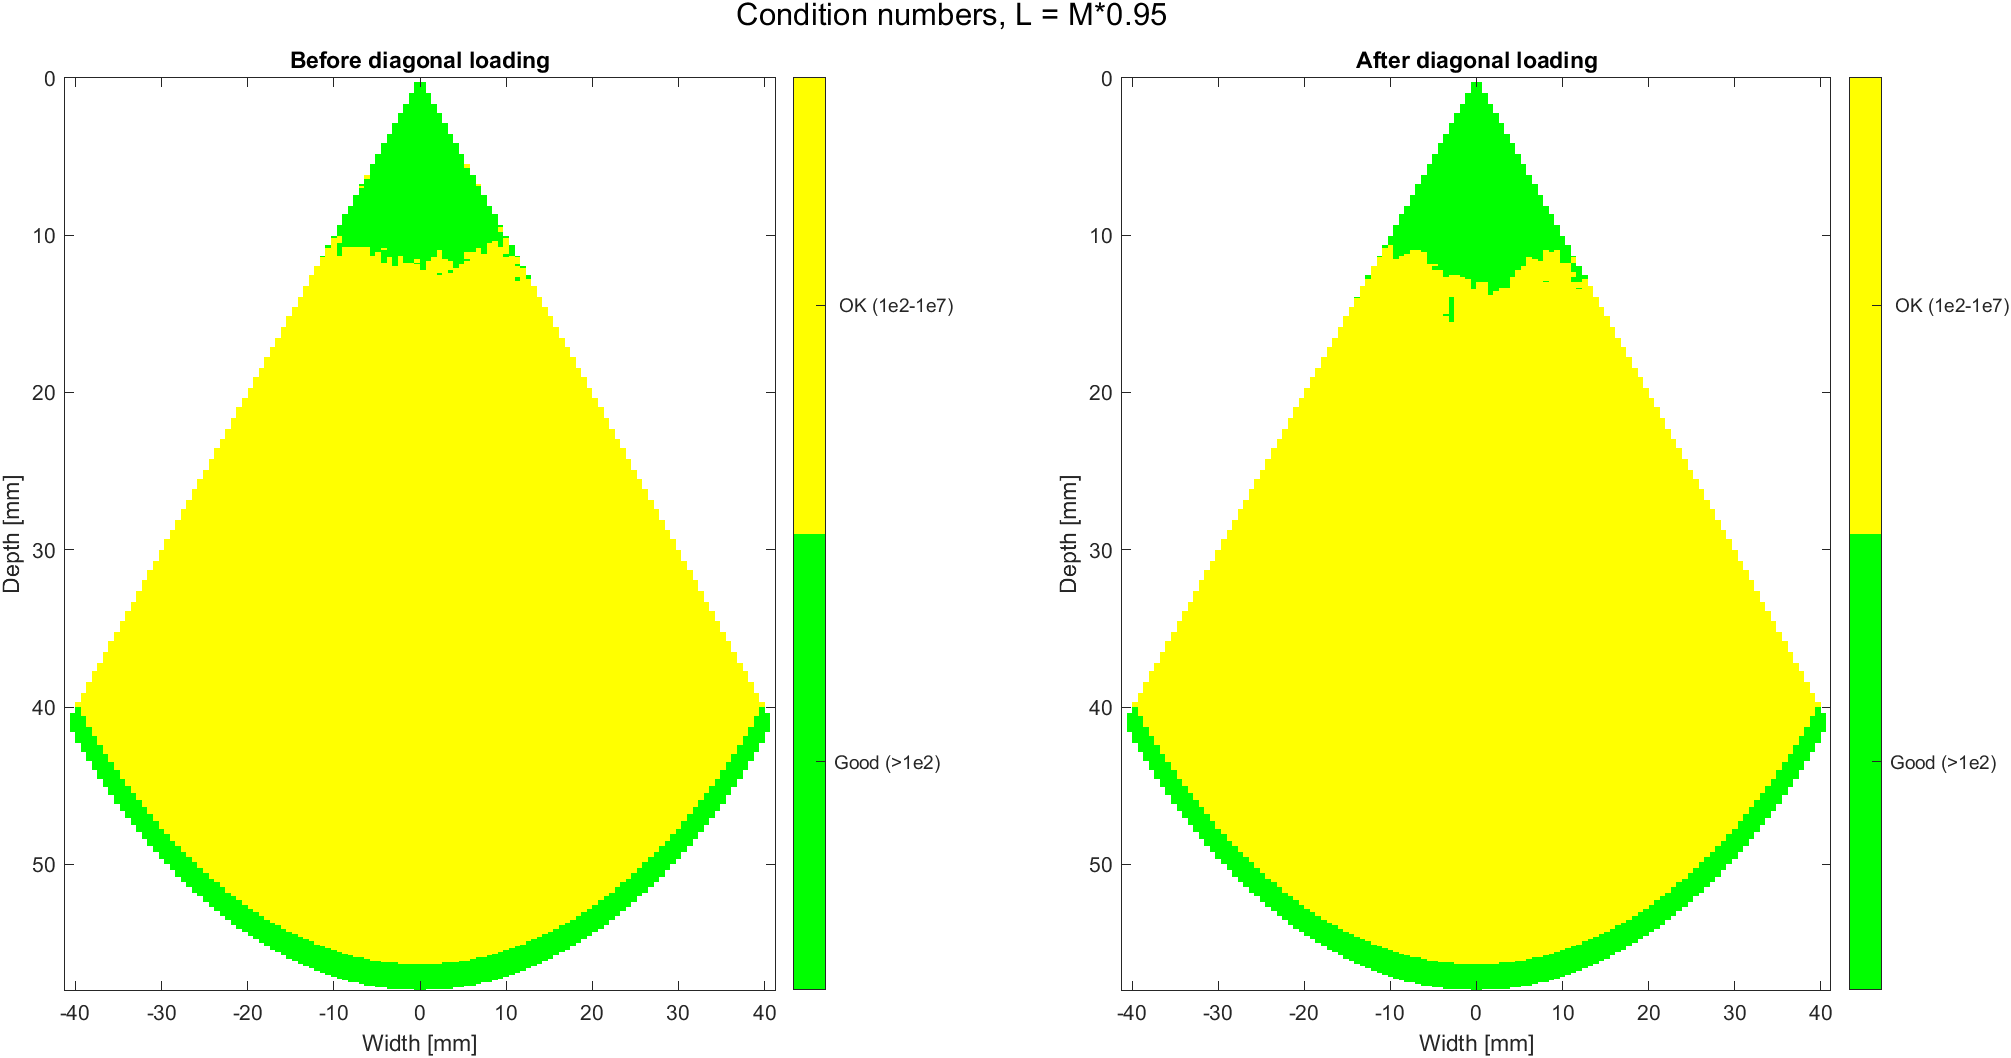 Condition numbers, L = M*0.95
Before diagonal loading
0
10
20
30
40
50
Depth [mm]
-40 -30 -20 -10 0 10 20 30 40
Width [mm]
OK (1e2-1e7)
Good (>1e2)
After diagonal loading
0
10
20
30
40
50
Depth [mm]
-40 -30 -20 -10 0 10 20 30 40
Width [mm]
OK (1e2-1e7)
Good (>1e2)